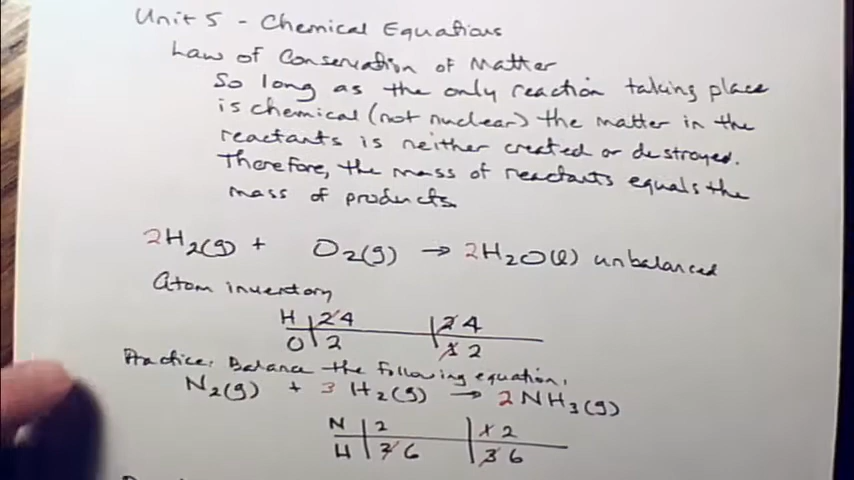 Unit 5 - Chemical Equations
Law of Conservation of Matter
So long as the only reaction taking place
is chemical (not nuclear) the matter in the
reactants is neither created or destroyed.
Therefore, the mass of reactants equals the
mass of products.
2H₂(g) + O₂(g) → 2H₂O(l) unbalanced
Atom inventory
H | 2 4 | 2 4
O | 2 | 1 2
Practice: Balance the following equation.
N₂(g) + 3 H₂(g) → 2 NH₃(g)
N | 2 | 1 2
H | 2 6 | 3 6